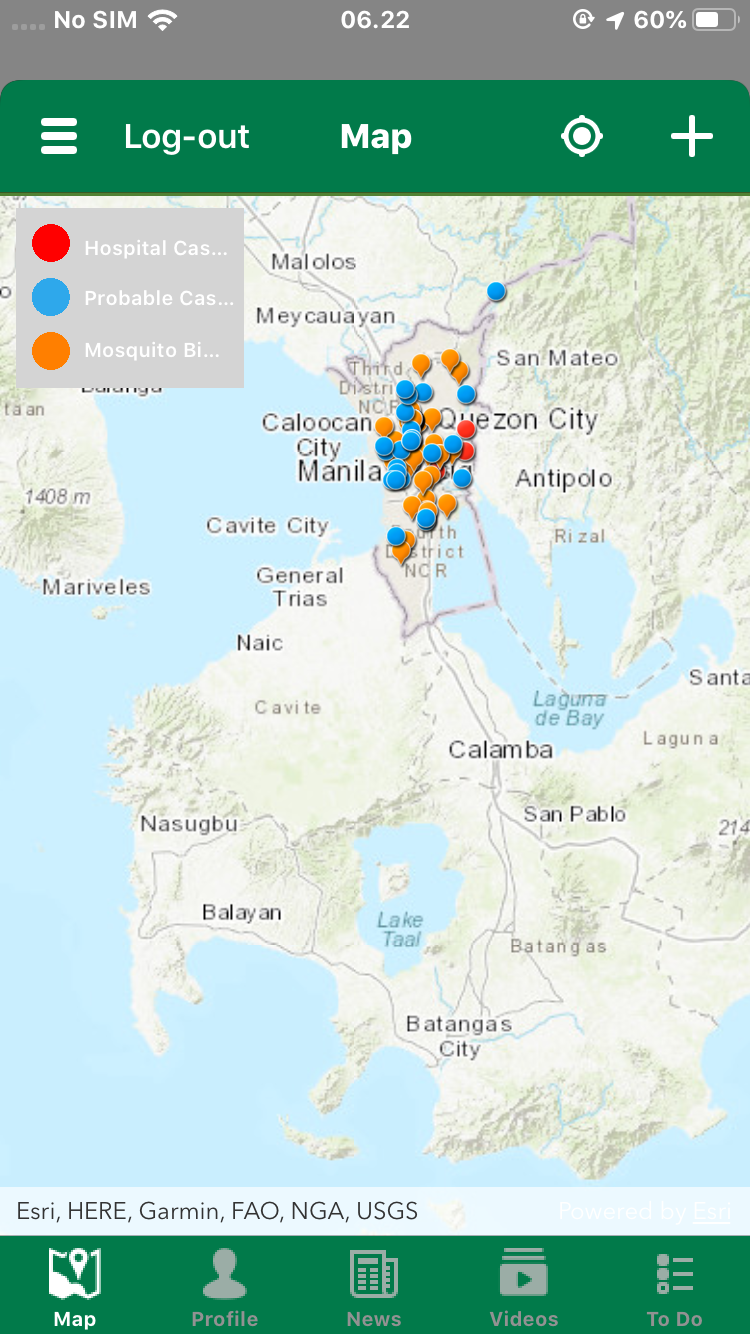 No SIM 06.22 60%
Log-out Map
Hospital Cas...
Probable Cas...
Mosquito Bi...
Malolos
Meycauayan
San Mateo
Third
District
NCR
taan
Caloocan
City
Quezon City
Manila
Antipolo
1408 m
Cavite City
Fourth
District
NCR
Rizal
Mariveles
General
Trias
Naic
Santa
Cavite
Laguna
de Bay
Laguna
Calamba
San Pablo
Nasugbu
214
Balayan
Lake
Taal
Batangas
Batangas
City
Esri, HERE, Garmin, FAO, NGA, USGS Powered by Esri
Map Profile News Videos To Do